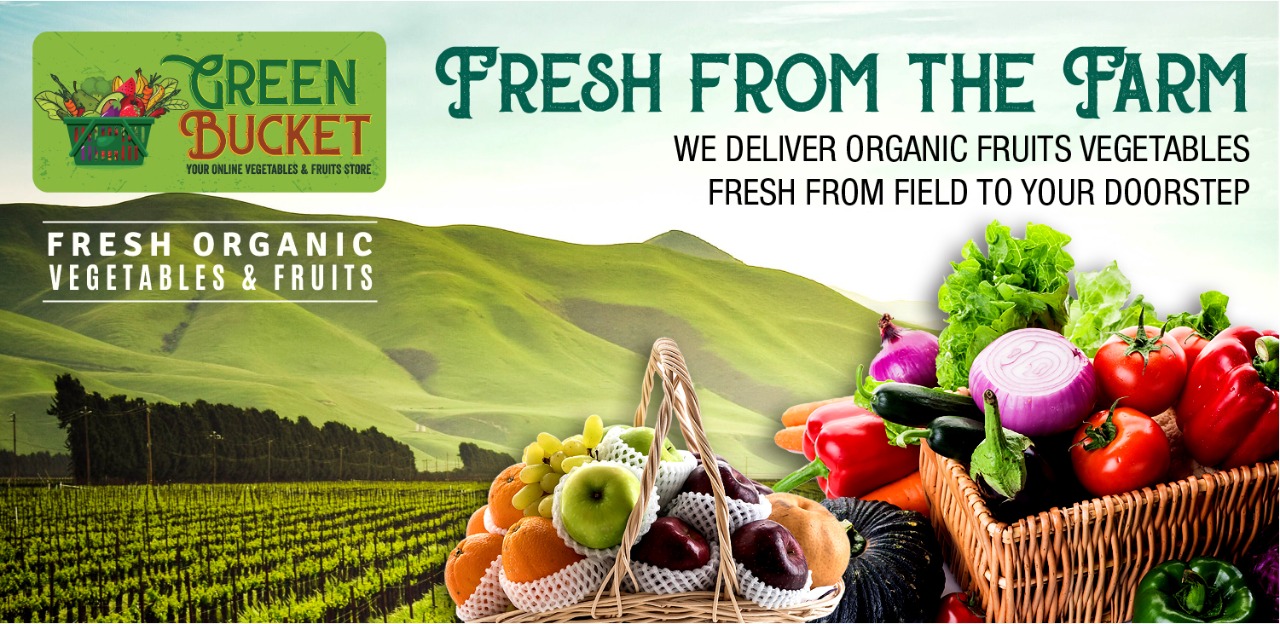 GREEN
BUCKET
YOUR ONLINE VEGETABLES & FRUITS STORE
FRESH ORGANIC
VEGETABLES & FRUITS
FRESH FROM THE FARM
WE DELIVER ORGANIC FRUITS VEGETABLES
FRESH FROM FIELD TO YOUR DOORSTEP